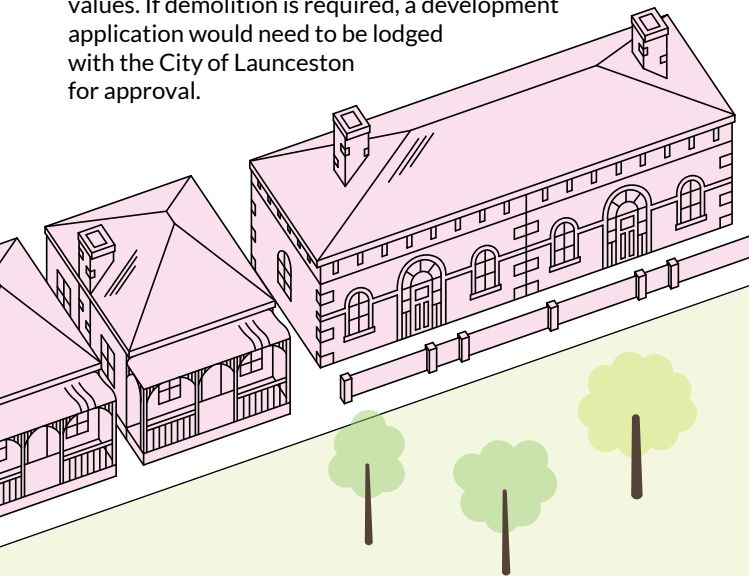 values. If demolition is required, a development
application would need to be lodged
with the City of Launceston
for approval.